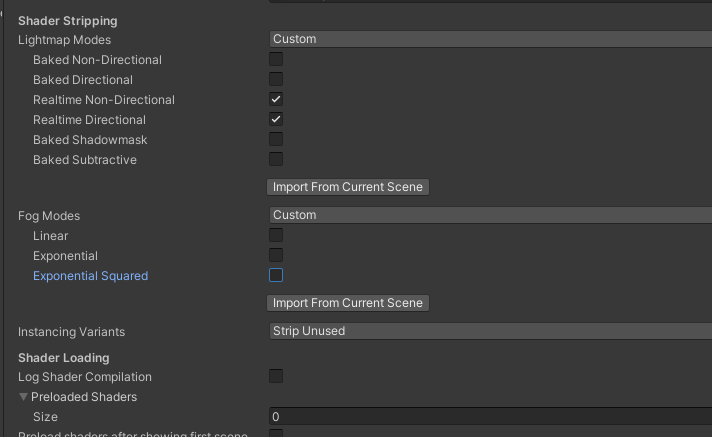 Shader Stripping
Lightmap Modes Custom
Baked Non-Directional
Baked Directional
Realtime Non-Directional
Realtime Directional
Baked Shadowmask
Baked Subtractive
Import From Current Scene
Fog Modes Custom
Linear
Exponential
Exponential Squared
Import From Current Scene
Instancing Variants Strip Unused
Shader Loading
Log Shader Compilation
Preloaded Shaders
Size 0
Preload shaders after showing first scene